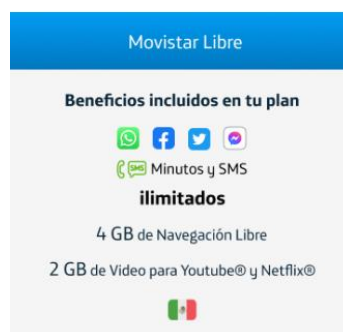 Movistar Libre
Beneficios incluidos en tu plan
SMS Minutos y SMS
ilimitados
4 GB de Navegación Libre
2 GB de Video para Youtube® y Netflix®